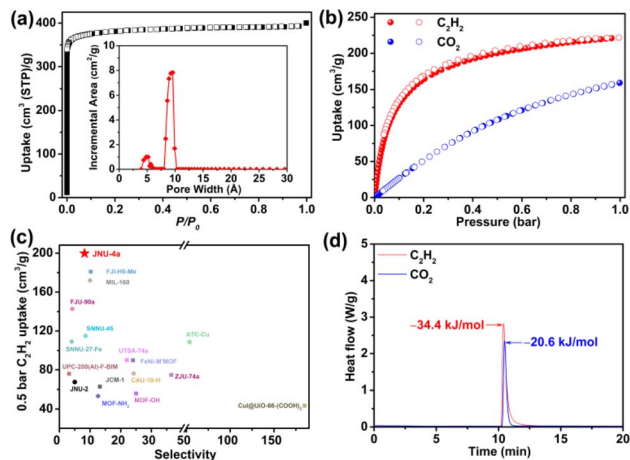 (a)
400
300
200
100
0
Uptake (cm³ (STP)/g)
8
6
4
2
0
Incremental Area (cm²/g)
0 5 10 15 20 25 30
Pore Width (Å)
0.0 0.2 0.4 0.6 0.8 1.0
P/P₀
(b)
250
200
150
100
50
0
Uptake (cm³/g)
C₂H₂
CO₂
0.0 0.2 0.4 0.6 0.8 1.0
Pressure (bar)
(c)
200
160
120
80
40
0.5 bar C₂H₂ uptake (cm³/g)
JNU-4a
FJI-H8-Me
MIL-160
FJU-90a
SNNU-45
SNNU-27-Fe
ATC-Cu
UTSA-74a
FeNi-M'MOF
UPC-200(Al)-F-BIM
CAU-10-H
ZJU-74a
JNU-2
JCM-1
MOF-NH₂
MOF-OH
CuI@UiO-66-(COOH)₂
0 10 20 30 50 100 150
Selectivity
(d)
5
4
3
2
1
0
Heat flow (W/g)
C₂H₂
CO₂
−34.4 kJ/mol
−20.6 kJ/mol
0 5 10 15 20
Time (min)